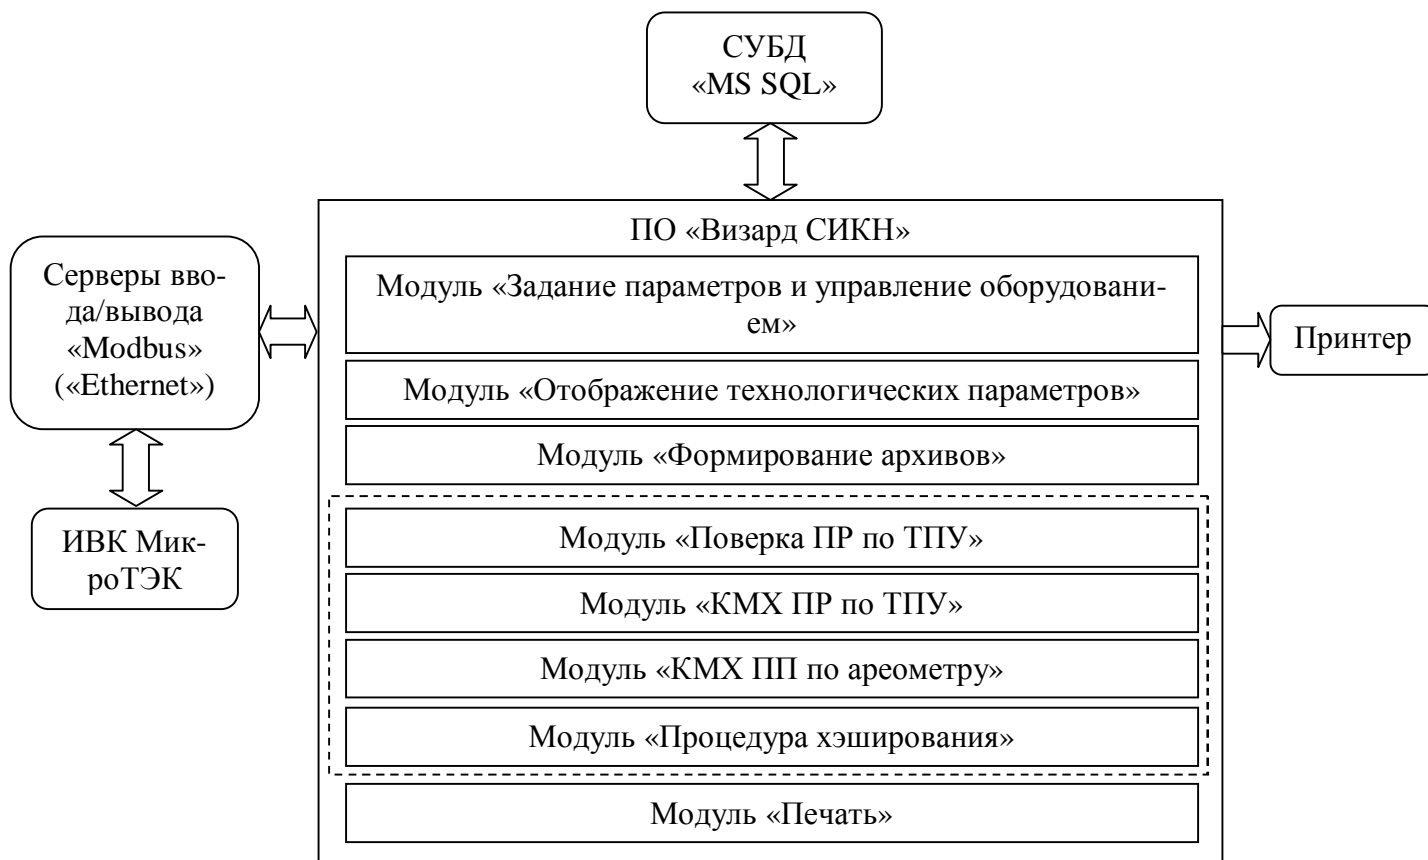 СУБД
«MS SQL»
ПО «Визард СИКН»
Серверы вво-
да/вывода
«Modbus»
(«Ethernet»)
Модуль «Задание параметров и управление оборудовани-
ем»
Принтер
Модуль «Отображение технологических параметров»
Модуль «Формирование архивов»
ИВК Мик-
роТЭК
Модуль «Поверка ПР по ТПУ»
Модуль «КМХ ПР по ТПУ»
Модуль «КМХ ПП по ареометру»
Модуль «Процедура хэширования»
Модуль «Печать»